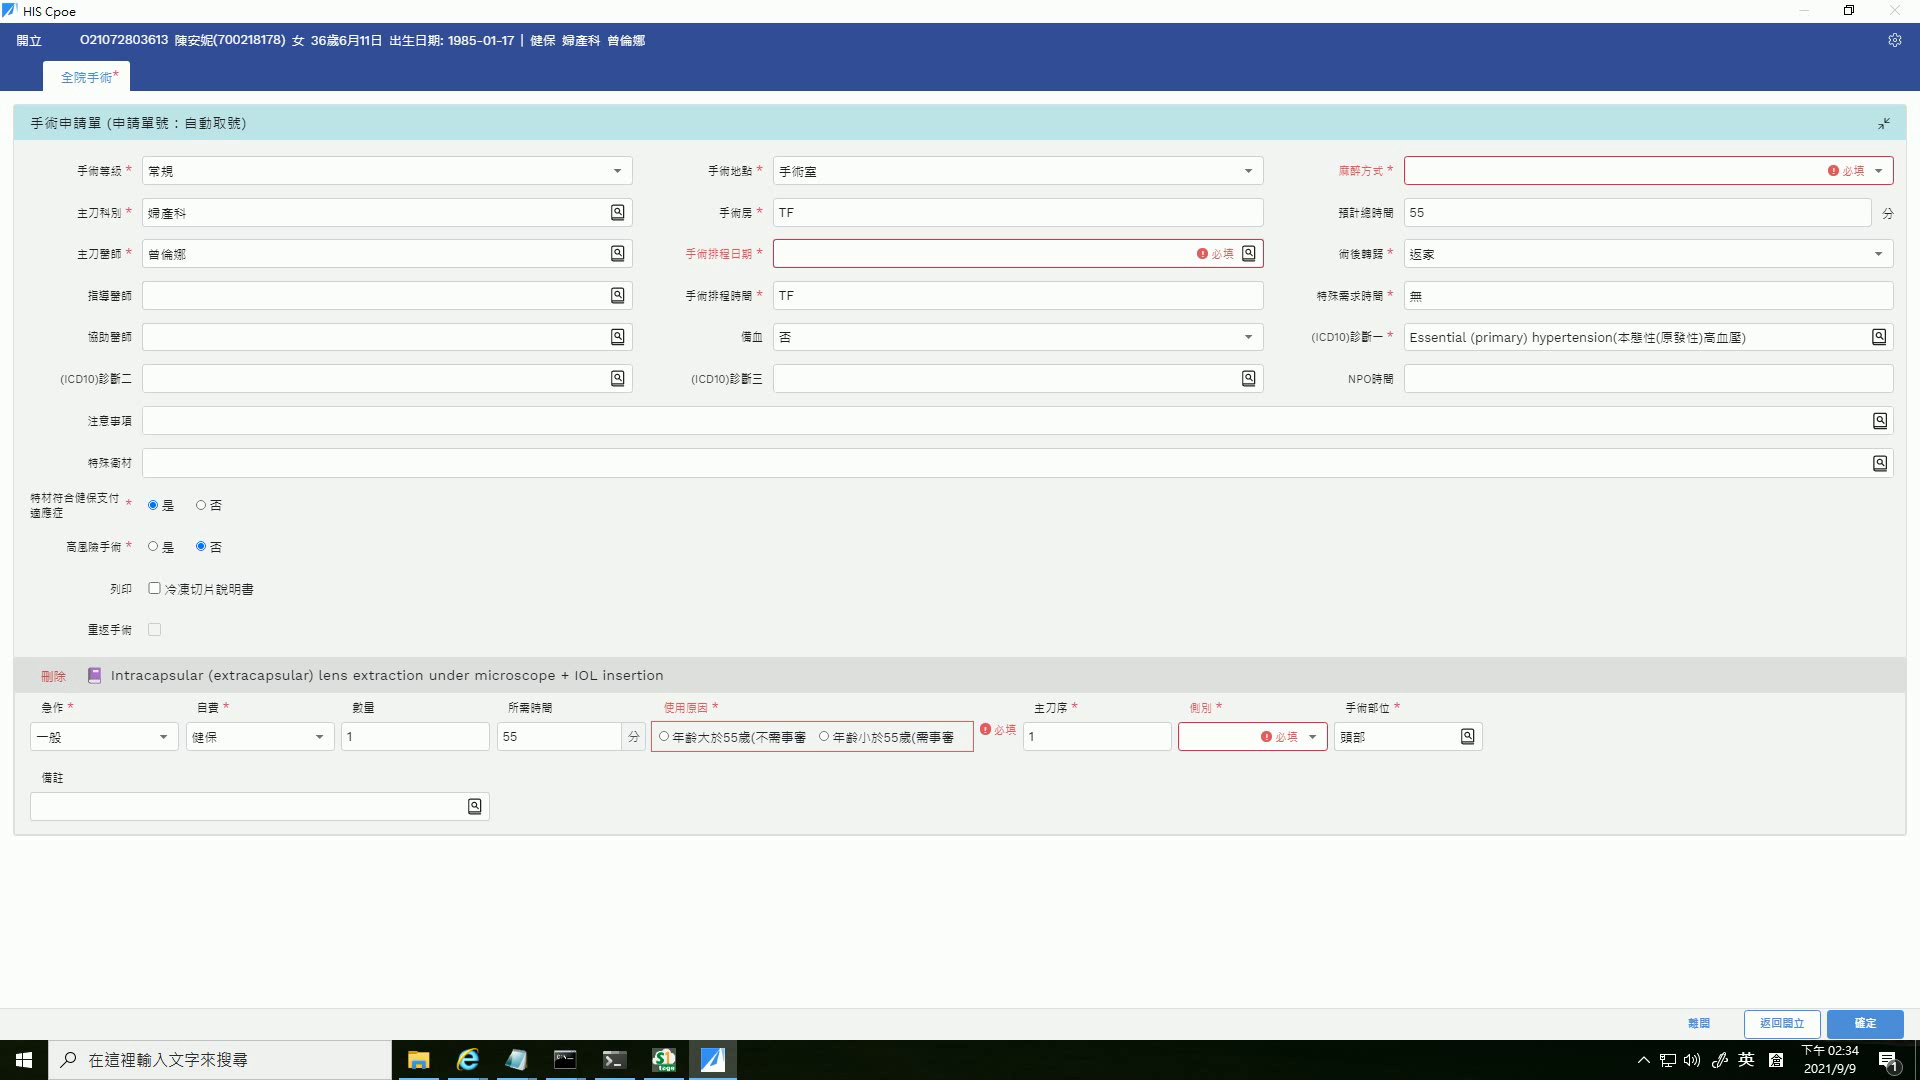 HIS Cpoe
開立 O21072803613 陳安妮(700218178) 女 36歲6月11日 出生日期: 1985-01-17 | 健保 婦產科 曾倫娜
全院手術*
手術申請單 (申請單號：自動取號)
手術等級 * 常規 手術地點 * 手術室 麻醉方式 * 必填
主刀科別 * 婦產科 手術房 * TF 預計總時間 55 分
主刀醫師 * 曾倫娜 手術排程日期 * 必填 術後轉歸 * 返家
指導醫師 手術排程時間 * TF 特殊需求時間 * 無
協助醫師 備血 否 (ICD10)診斷一 * Essential (primary) hypertension(本態性(原發性)高血壓)
(ICD10)診斷二 (ICD10)診斷三 NPO時間
注意事項
特殊衛材
特材符合健保支付適應症 * 是 否
高風險手術 * 是 否
列印 冷凍切片說明書
重返手術
刪除 Intracapsular (extracapsular) lens extraction under microscope + IOL insertion
急作 * 自費 * 數量 所需時間 使用原因 * 主刀序 * 側別 * 手術部位 *
一般 健保 1 55 分 年齡大於55歲(不需事審 年齡小於55歲(需事審 必填 1 必填 頭部
備註
離開 返回開立 確定
在這裡輸入文字來搜尋 英 下午 02:34
2021/9/9 1